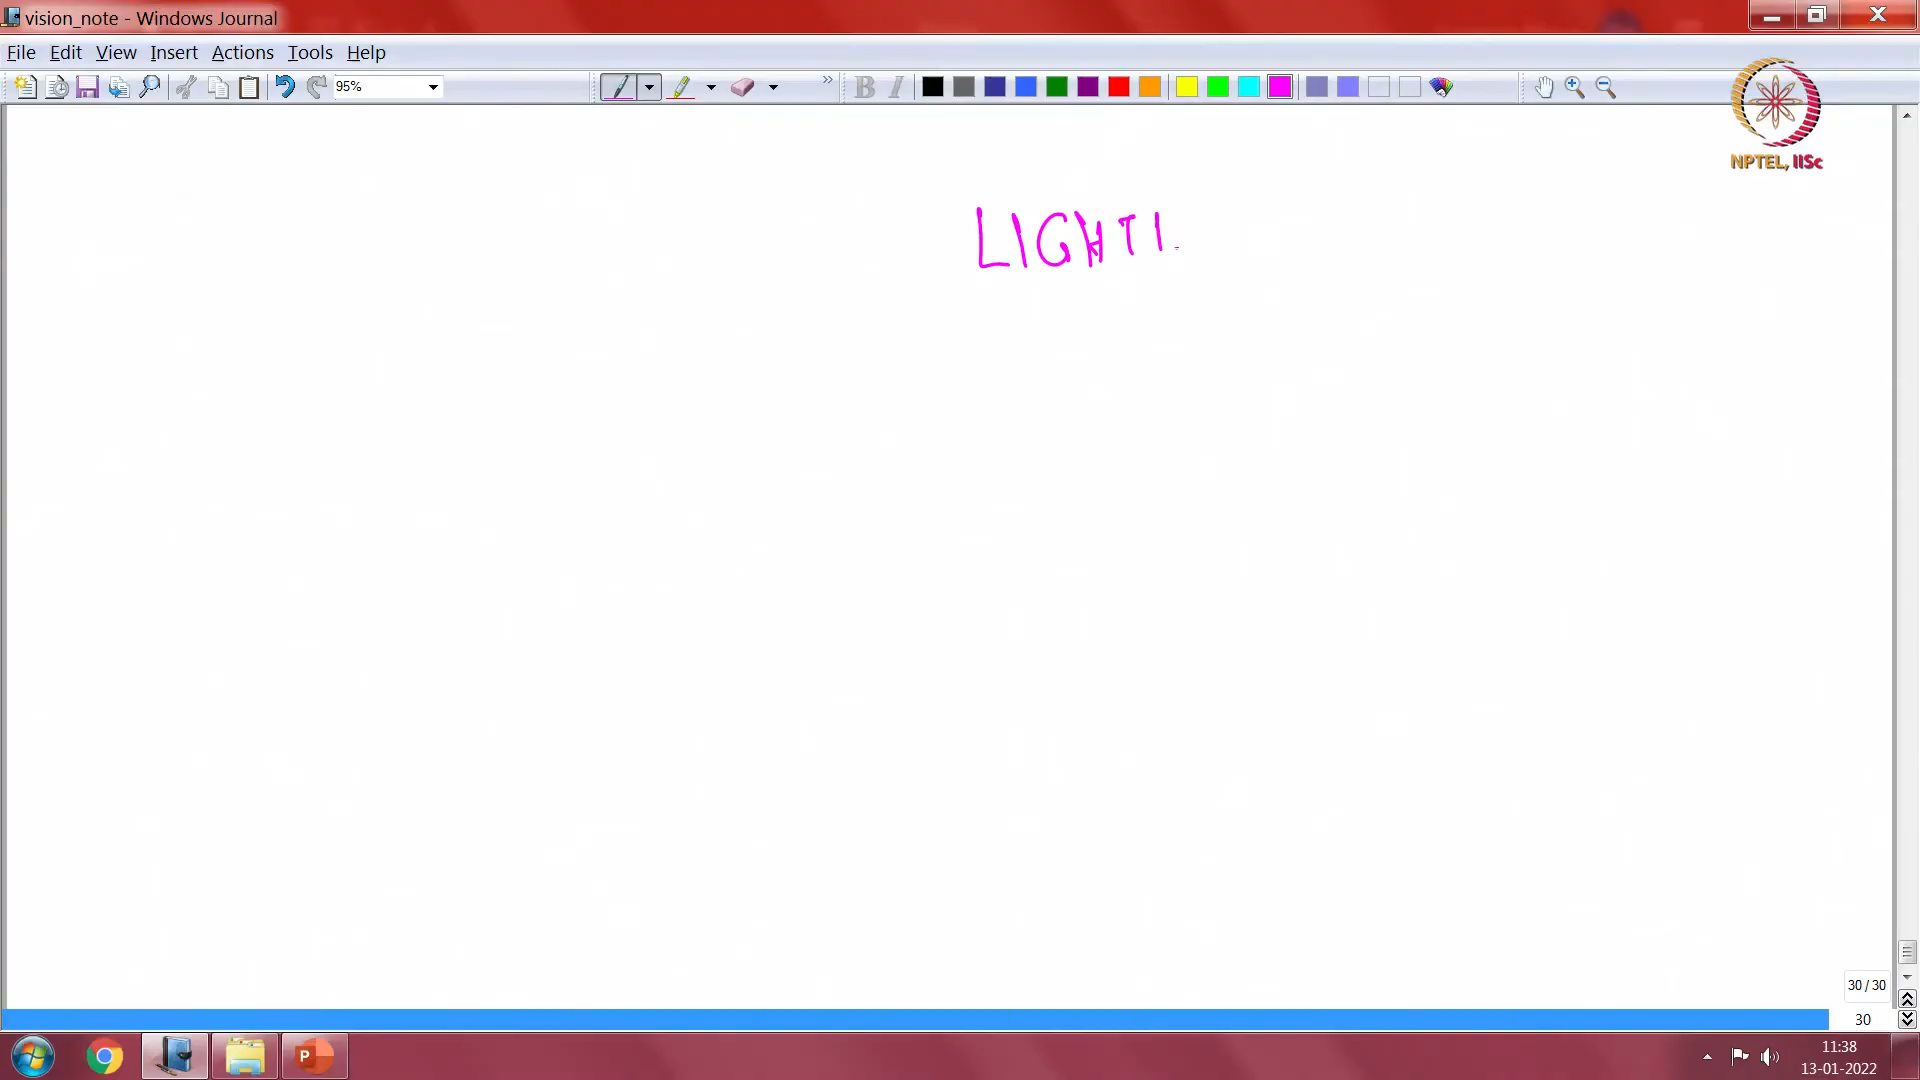 vision_note - Windows Journal
File Edit View Insert Actions Tools Help
95%
B I
NPTEL, IISc
LIGHTI
30 / 30
30
P
11:38
13-01-2022